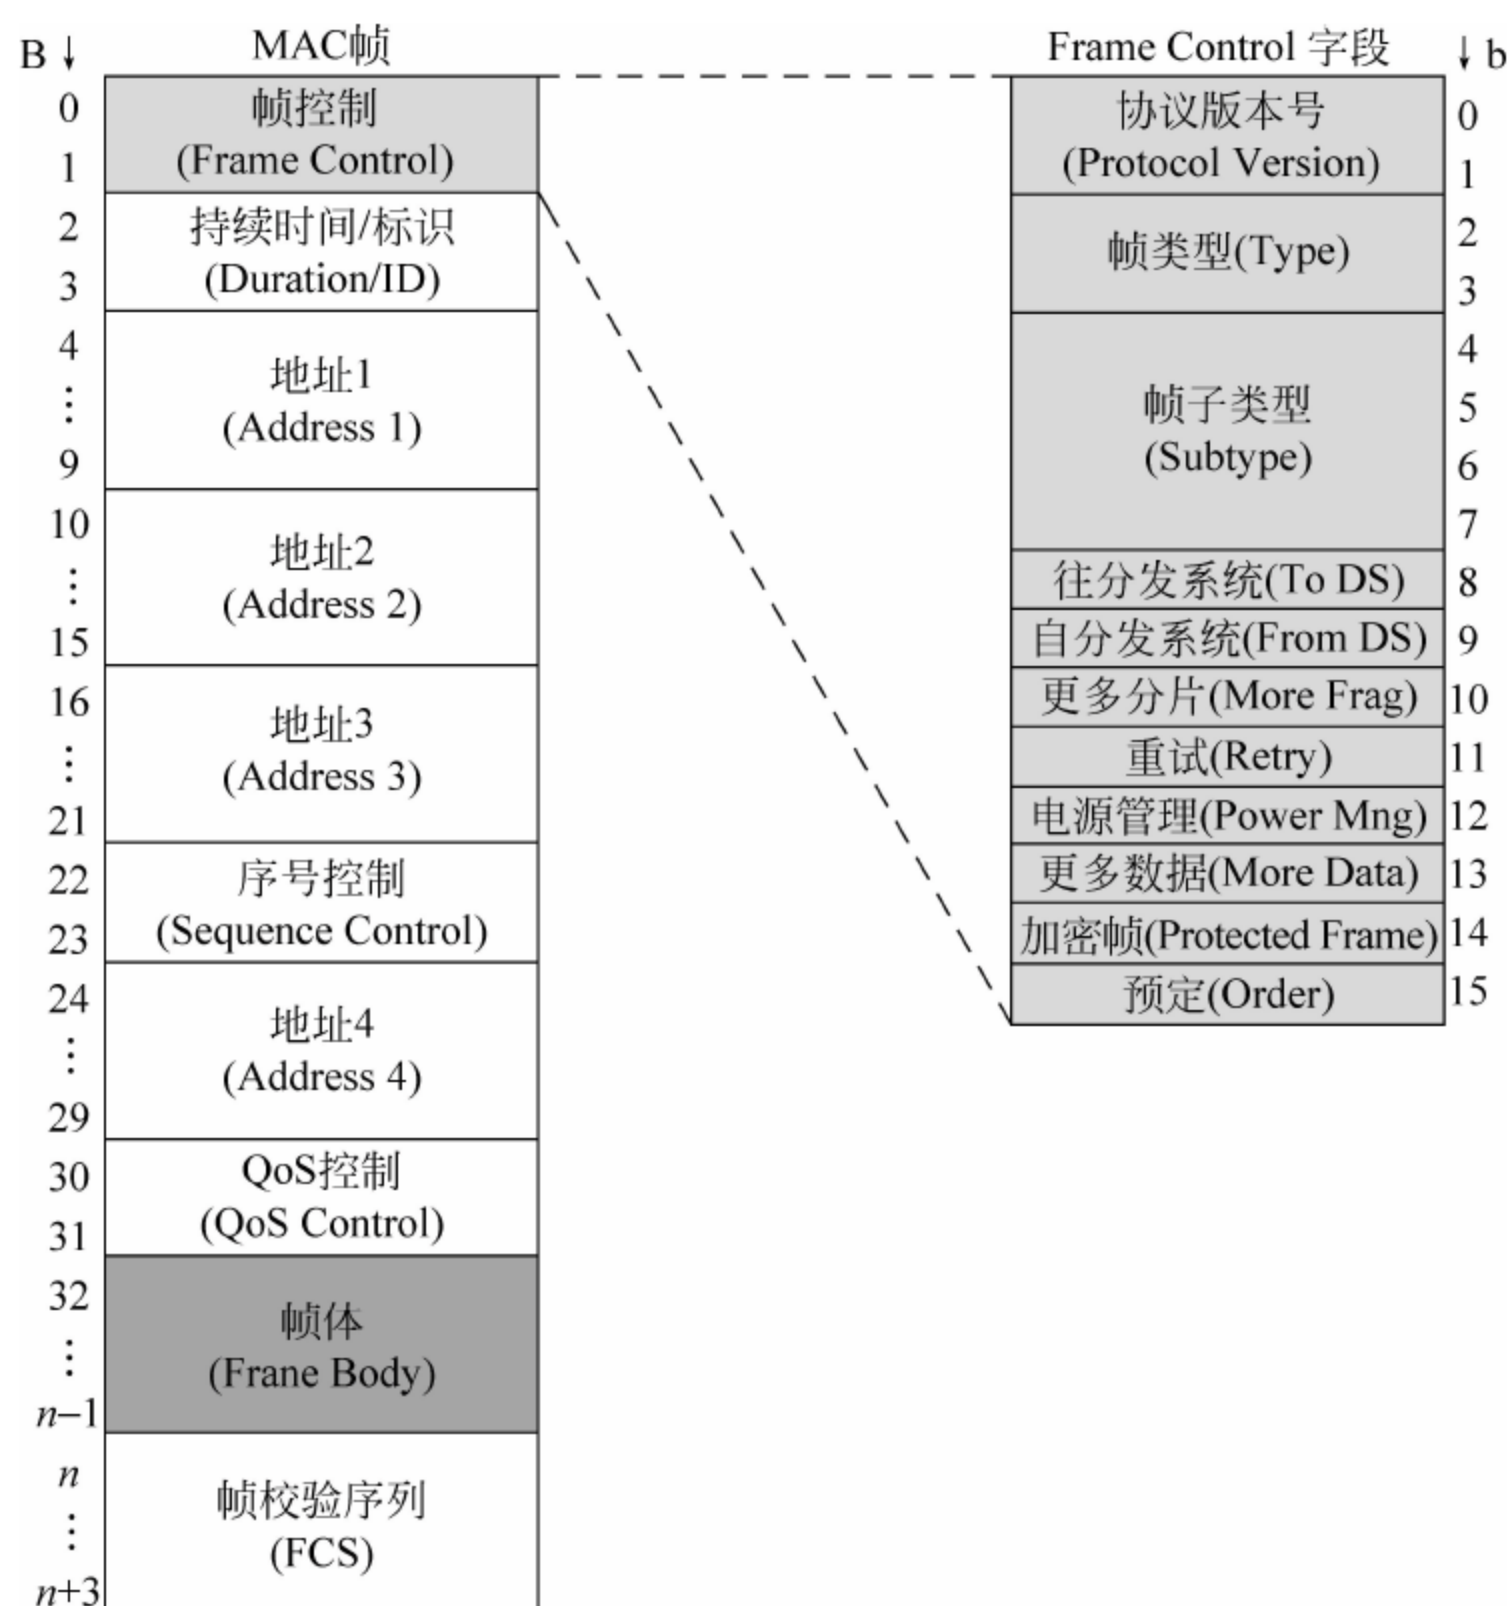 MAC帧
B ↓
0
帧控制
(Frame Control)
1
2
持续时间/标识
(Duration/ID)
3
4
地址1
(Address 1)
⋮
9
10
地址2
(Address 2)
⋮
15
16
地址3
(Address 3)
⋮
21
22
序号控制
(Sequence Control)
23
24
地址4
(Address 4)
⋮
29
30
QoS控制
(QoS Control)
31
32
帧体
(Frane Body)
⋮
n−1
n
帧校验序列
(FCS)
⋮
n+3
Frame Control 字段
↓ b
协议版本号
(Protocol Version)
0
1
帧类型(Type)
2
3
帧子类型
(Subtype)
4
5
6
7
往分发系统(To DS) 8
自分发系统(From DS) 9
更多分片(More Frag) 10
重试(Retry) 11
电源管理(Power Mng) 12
更多数据(More Data) 13
加密帧(Protected Frame) 14
预定(Order) 15